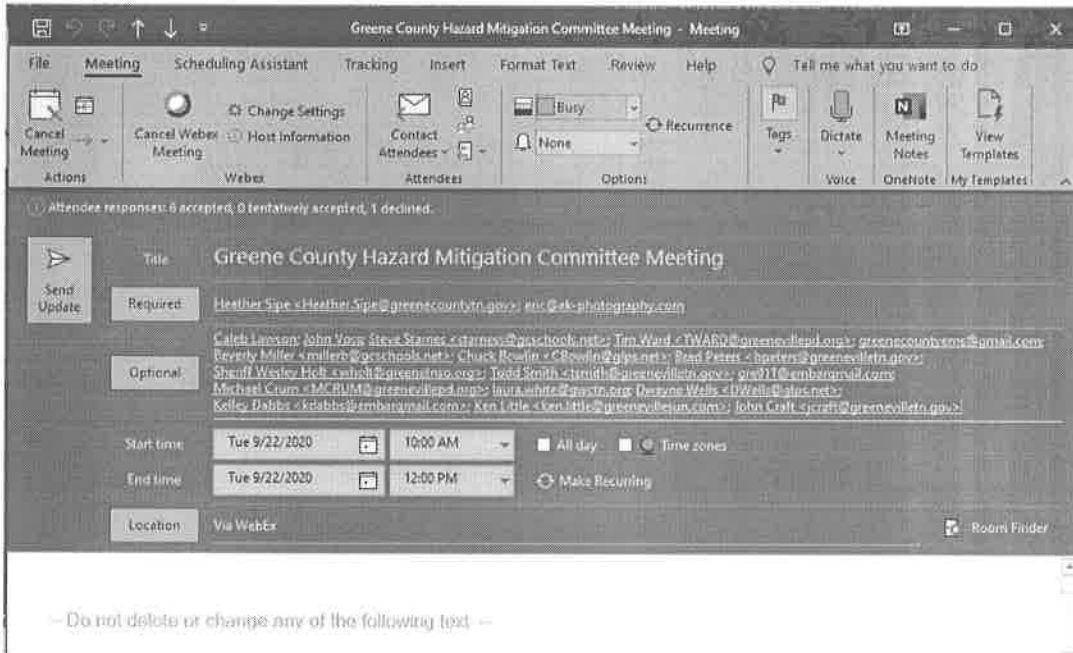 Greene County Hazard Mitigation Committee Meeting - Meeting
File Meeting Scheduling Assistant Tracking Insert Format Text Review Help Tell me what you want to do
Cancel Meeting
Cancel Webex Meeting
Change Settings
Host Information
Contact Attendees
Busy
None
Recurrence
Tags
Dictate
Meeting Notes
View Templates
Actions Webex Attendees Options Voice OneNote My Templates
Attendee responses: 6 accepted, 0 tentatively accepted, 1 declined.
Send Update
Title Greene County Hazard Mitigation Committee Meeting
Required Heather Sipe <Heather.Sipe@greenecountytn.gov>; eric@ek-photography.com
Optional
Caleb Lawson; John Voss; Steve Starnes <starness@gcschools.net>; Tim Ward <TWARD@greenevillepd.org>; greenecountyems@gmail.com;
Beverly Miller <millerb@gcschools.net>; Chuck Bowlin <CBowlin@glps.net>; Brad Peters <bpeters@greenevilletn.gov>;
Sheriff Wesley Holt <wholt@greenetnso.org>; Todd Smith <tsmith@greenevilletn.gov>; gre911@embarqmail.com;
Michael Crum <MCRUM@greenevillepd.org>; laura.white@gwctn.org; Dwayne Wells <DWells@glps.net>;
Kelley Dabbs <kdabbs@embarqmail.com>; Ken Little <ken.little@greenevillesun.com>; John Craft <jcraft@greenevilletn.gov>
Start time Tue 9/22/2020 10:00 AM All day Time zones
End time Tue 9/22/2020 12:00 PM Make Recurring
Location Via WebEx Room Finder
-- Do not delete or change any of the following text --